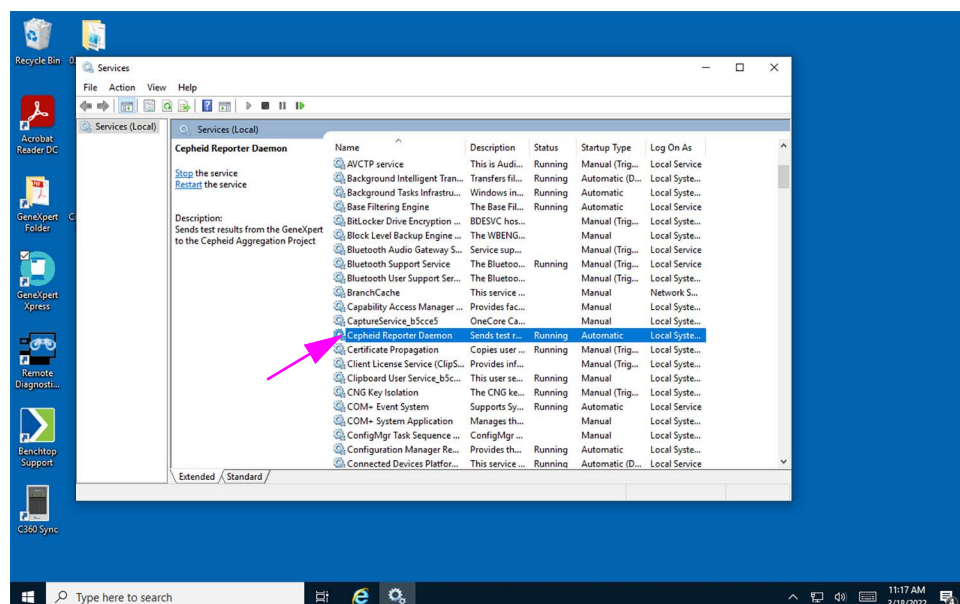 Recycle Bin
0.
Services
File Action View Help
Services (Local)
Services (Local)
Cepheid Reporter Daemon
Stop the service
Restart the service
Description:
Sends test results from the GeneXpert
to the Cepheid Aggregation Project
Name Description Status Startup Type Log On As
AVCTP service This is Audi... Running Manual (Trig... Local Service
Background Intelligent Tran... Transfers fil... Running Automatic (D... Local Syste...
Background Tasks Infrastru... Windows in... Running Automatic Local Syste...
Base Filtering Engine The Base Fil... Running Automatic Local Service
BitLocker Drive Encryption ... BDESVC hos... Manual (Trig... Local Syste...
Block Level Backup Engine ... The WBENG... Manual Local Syste...
Bluetooth Audio Gateway S... Service sup... Manual (Trig... Local Service
Bluetooth Support Service The Bluetoo... Running Manual (Trig... Local Service
Bluetooth User Support Ser... The Bluetoo... Manual (Trig... Local Syste...
BranchCache This service ... Manual Network S...
Capability Access Manager ... Provides fac... Manual Local Syste...
CaptureService_b5cce5 OneCore Ca... Manual Local Syste...
Cepheid Reporter Daemon Sends test r... Running Automatic Local Syste...
Certificate Propagation Copies user ... Running Manual (Trig... Local Syste...
Client License Service (ClipS... Provides inf... Manual (Trig... Local Syste...
Clipboard User Service_b5c... This user se... Running Manual Local Syste...
CNG Key Isolation The CNG ke... Running Manual (Trig... Local Syste...
COM+ Event System Supports Sy... Running Automatic Local Service
COM+ System Application Manages th... Manual Local Syste...
ConfigMgr Task Sequence ... ConfigMgr ... Manual Local Syste...
Configuration Manager Re... Provides th... Running Automatic Local Syste...
Connected Devices Platfor... This service ... Running Automatic (D... Local Service
Extended Standard
Acrobat
Reader DC
GeneXpert
Folder
C
GeneXpert
Xpress
Remote
Diagnosti...
Benchtop
Support
C360 Sync
Type here to search
11:17 AM
3/18/2022
4